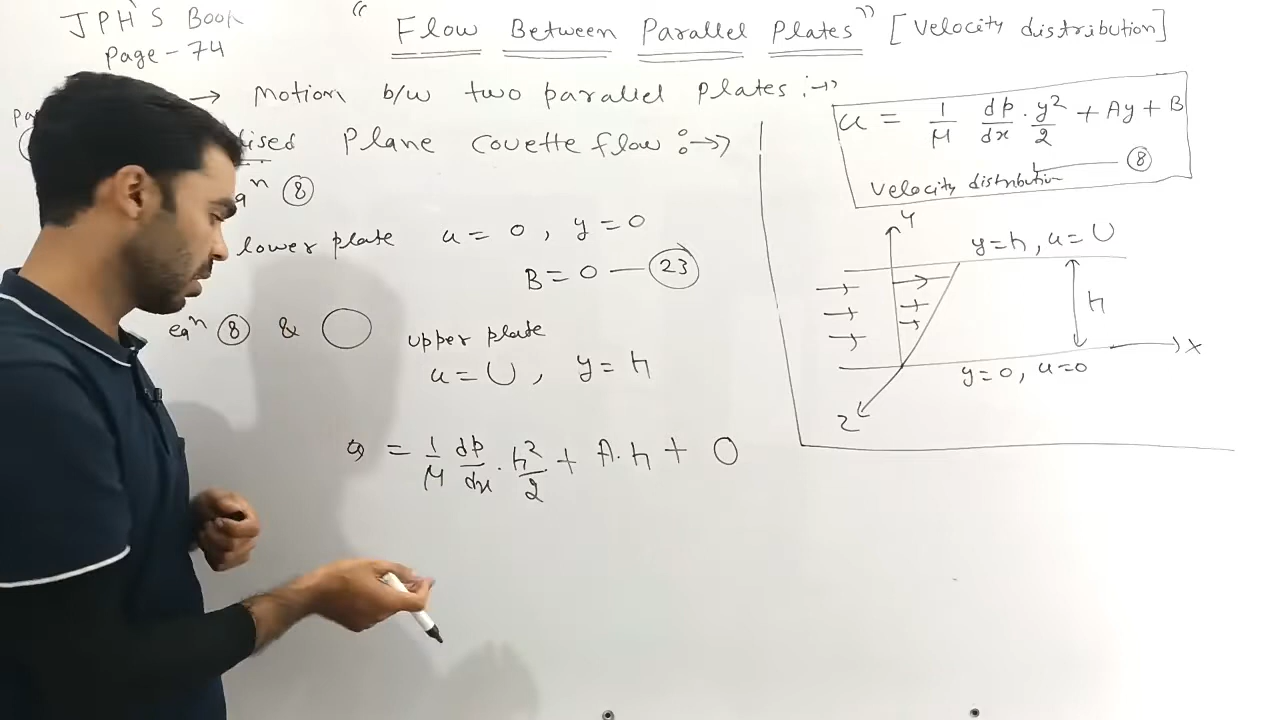 JPH'S Book
Page - 74
" Flow Between Parallel Plates " [Velocity distribution]
→ Motion b/w two parallel Plates :→
ised Plane Couette flow :→
eqⁿ ⑧
lower plate u = 0 , y = 0
B = 0 — ㉓
eqⁿ ⑧ & ◯
upper plate
u = U , y = h
= 1/μ dp/dx . h²/2 + A.h + 0
u = 1/μ dp/dx . y²/2 + Ay + B
— ⑧
Velocity distribution
Y
y = h, u = U
h
X
y = 0, u = 0
Z